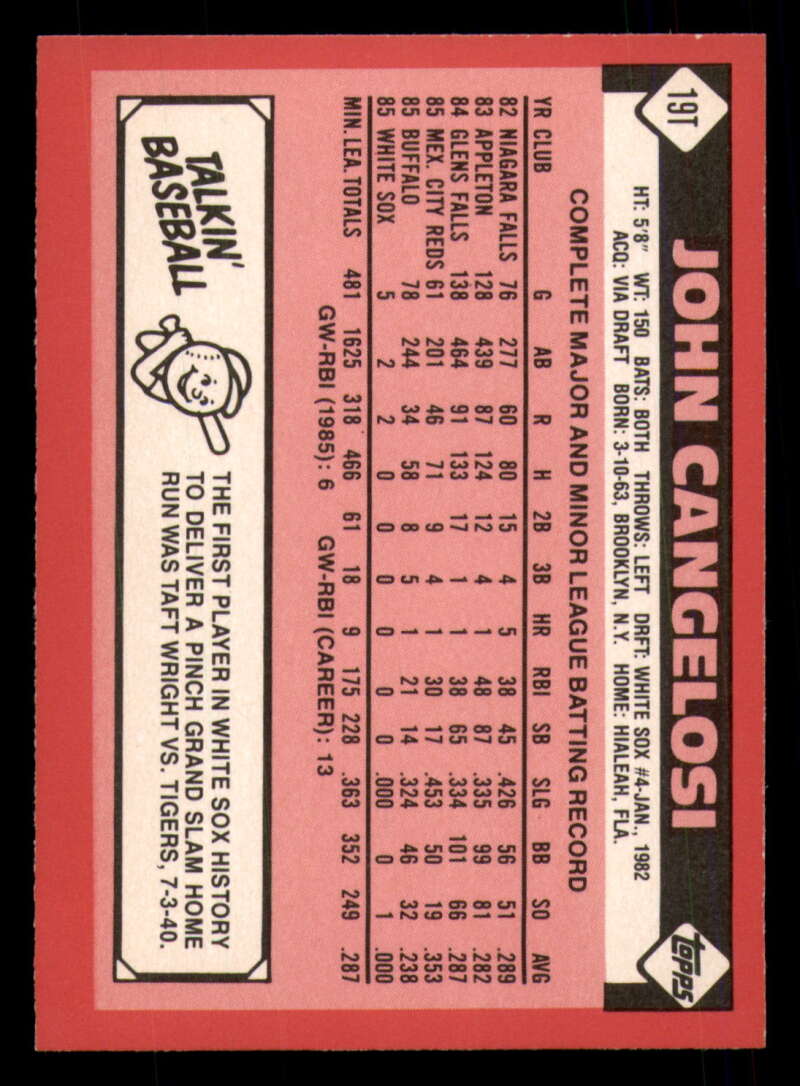 19T
JOHN CANGELOSI
topps
HT: 5'8" WT: 150 BATS: BOTH THROWS: LEFT DRFT: WHITE SOX #4-JAN., 1982
ACQ: VIA DRAFT BORN: 3-10-63, BROOKLYN, N.Y. HOME: HIALEAH, FLA.
COMPLETE MAJOR AND MINOR LEAGUE BATTING RECORD
YR CLUB G AB R H 2B 3B HR RBI SB SLG BB SO AVG
82 NIAGARA FALLS 76 277 60 80 15 4 5 38 45 .426 56 51 .289
83 APPLETON 128 439 87 124 12 4 1 48 87 .335 99 81 .282
84 GLENS FALLS 138 464 91 133 17 1 1 38 65 .334 101 66 .287
85 MEX. CITY REDS 61 201 46 71 9 4 1 30 17 .453 50 19 .353
85 BUFFALO 78 244 34 58 8 5 1 21 14 .324 46 32 .238
85 WHITE SOX 5 2 2 0 0 0 0 0 0 .000 0 1 .000
MIN. LEA. TOTALS 481 1625 318 466 61 18 9 175 228 .363 352 249 .287
GW-RBI (1985): 6 GW-RBI (CAREER): 13
TALKIN'
BASEBALL
THE FIRST PLAYER IN WHITE SOX HISTORY
TO DELIVER A PINCH GRAND SLAM HOME
RUN WAS TAFT WRIGHT VS. TIGERS, 7-3-40.